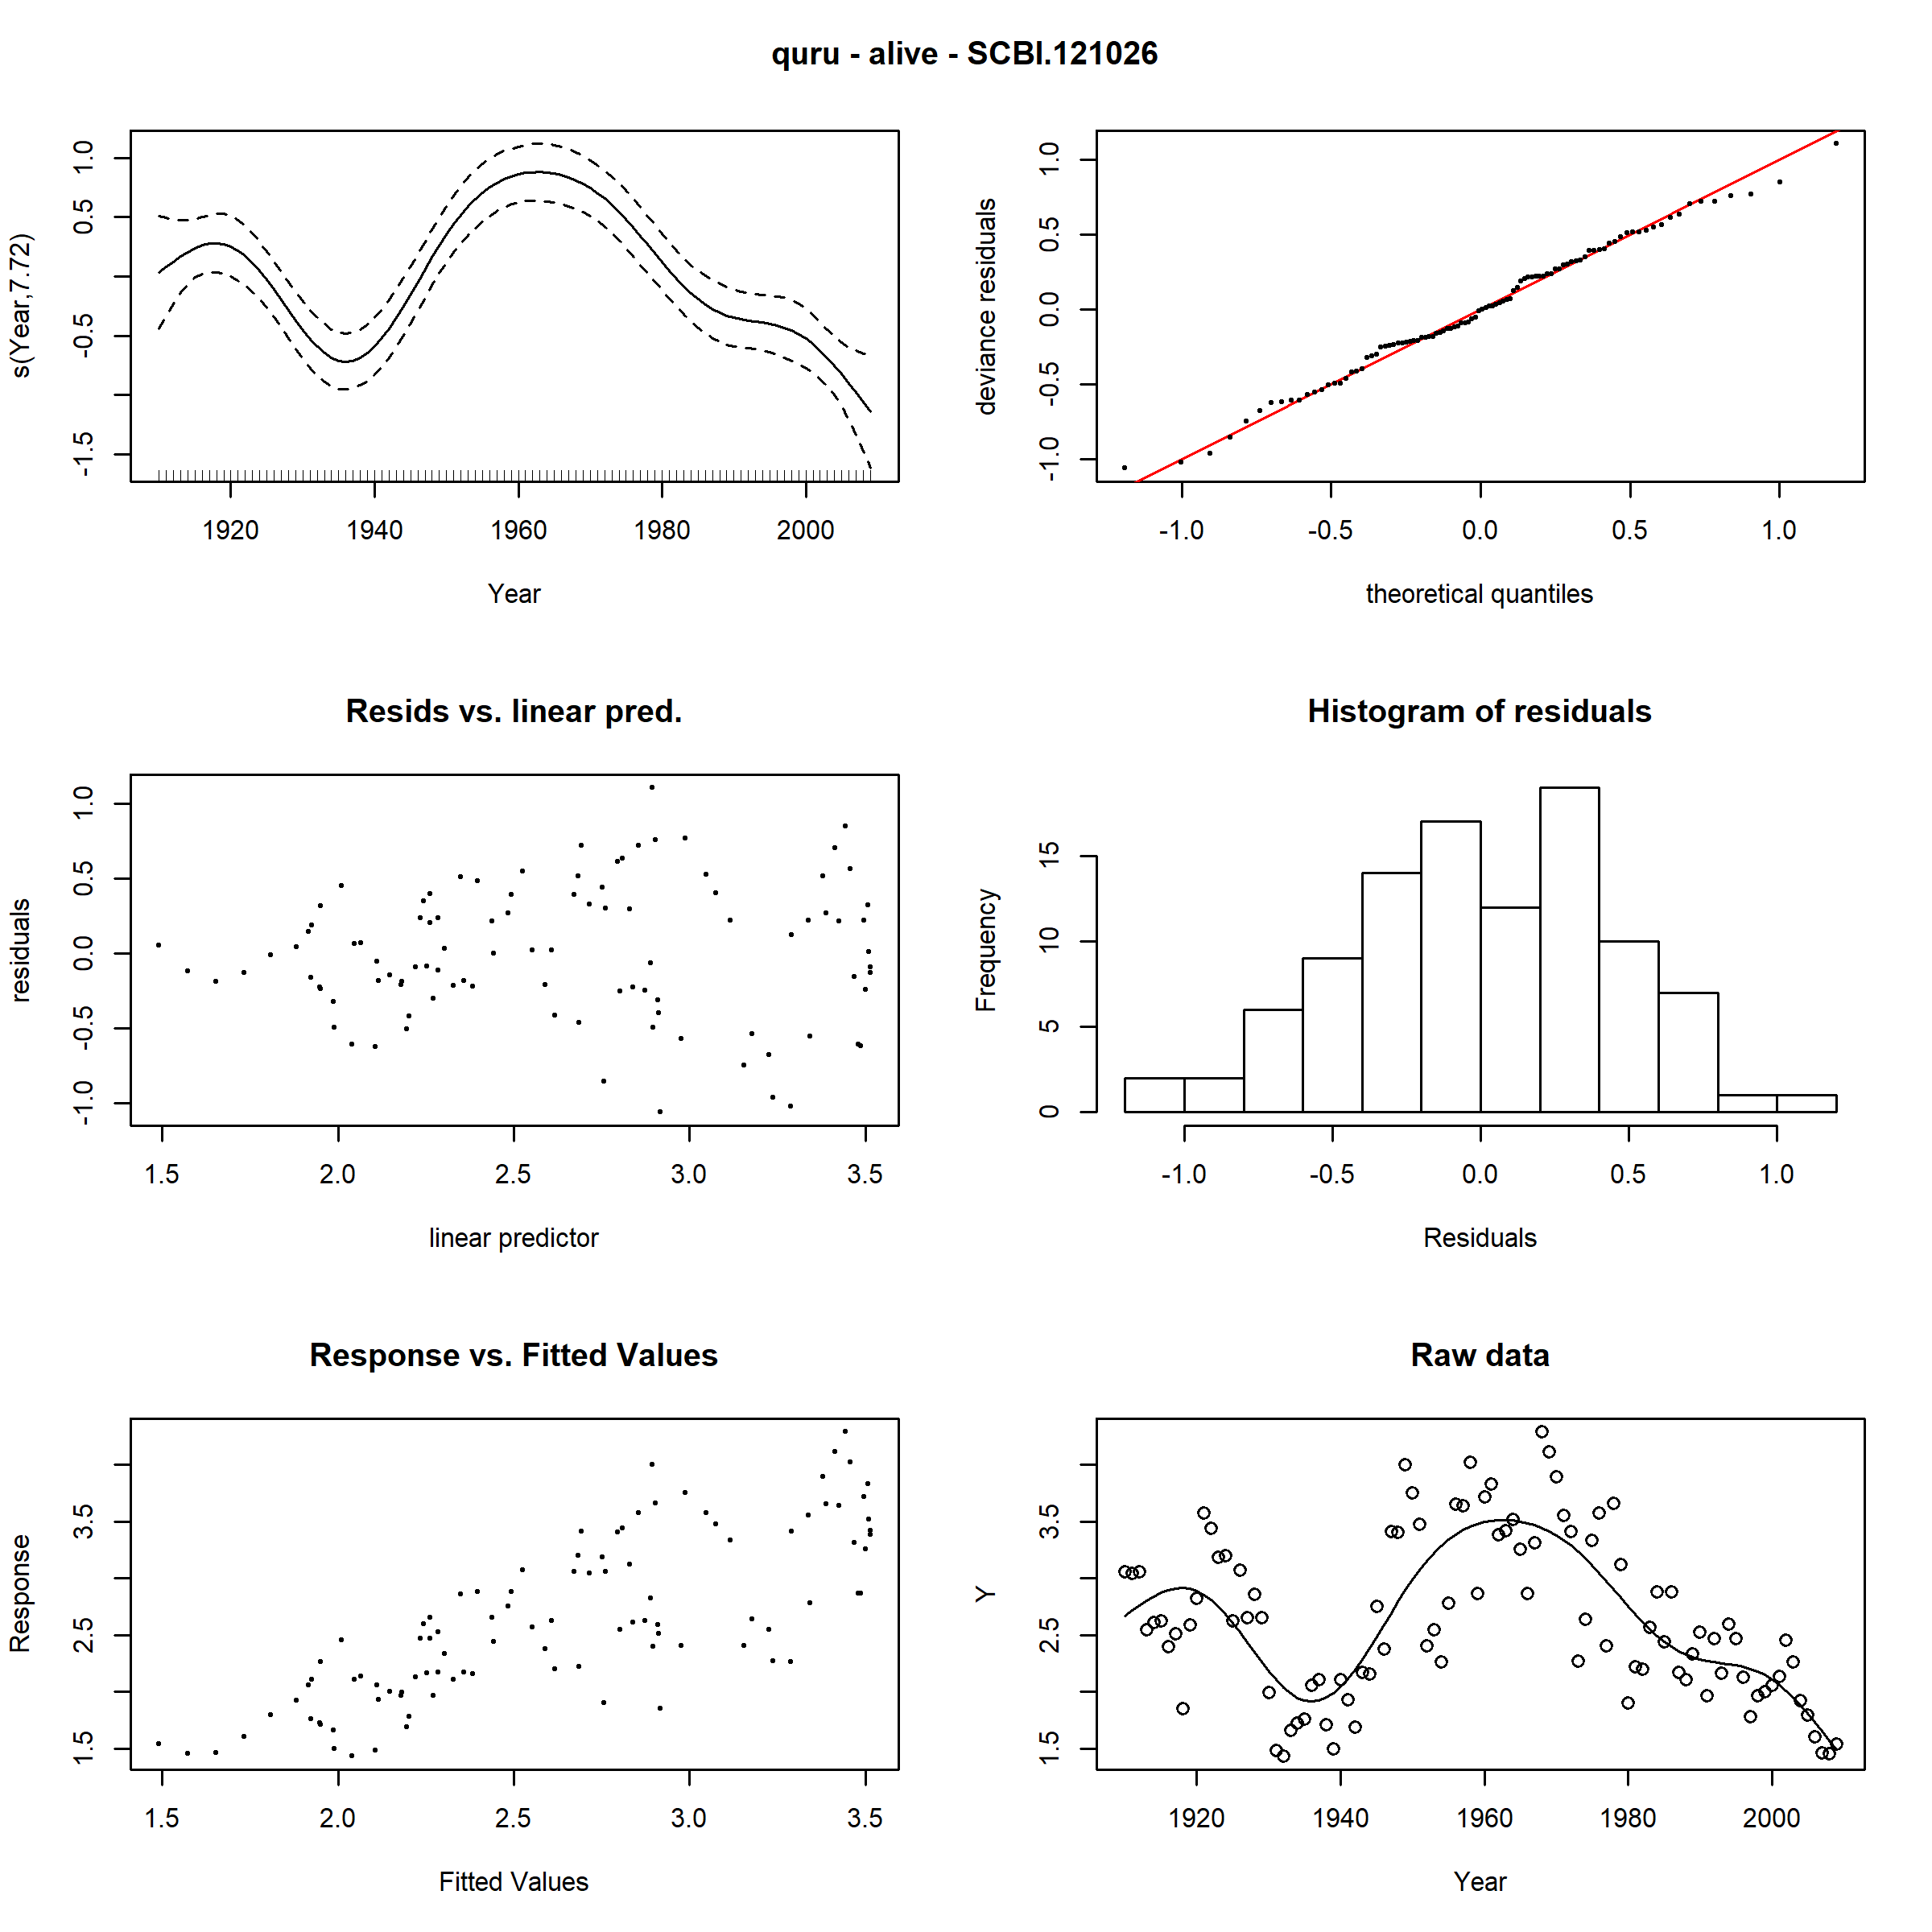 quru - alive - SCBI.121026
s(Year,7.72)
-1.5 -0.5 0.5 1.0
1920 1940 1960 1980 2000
Year
deviance residuals
-1.0 -0.5 0.0 0.5 1.0
-1.0 -0.5 0.0 0.5 1.0
theoretical quantiles
Resids vs. linear pred.
residuals
-1.0 -0.5 0.0 0.5 1.0
1.5 2.0 2.5 3.0 3.5
linear predictor
Histogram of residuals
Frequency
0 5 10 15
-1.0 -0.5 0.0 0.5 1.0
Residuals
Response vs. Fitted Values
Response
1.5 2.5 3.5
1.5 2.0 2.5 3.0 3.5
Fitted Values
Raw data
Y
1.5 2.5 3.5
1920 1940 1960 1980 2000
Year